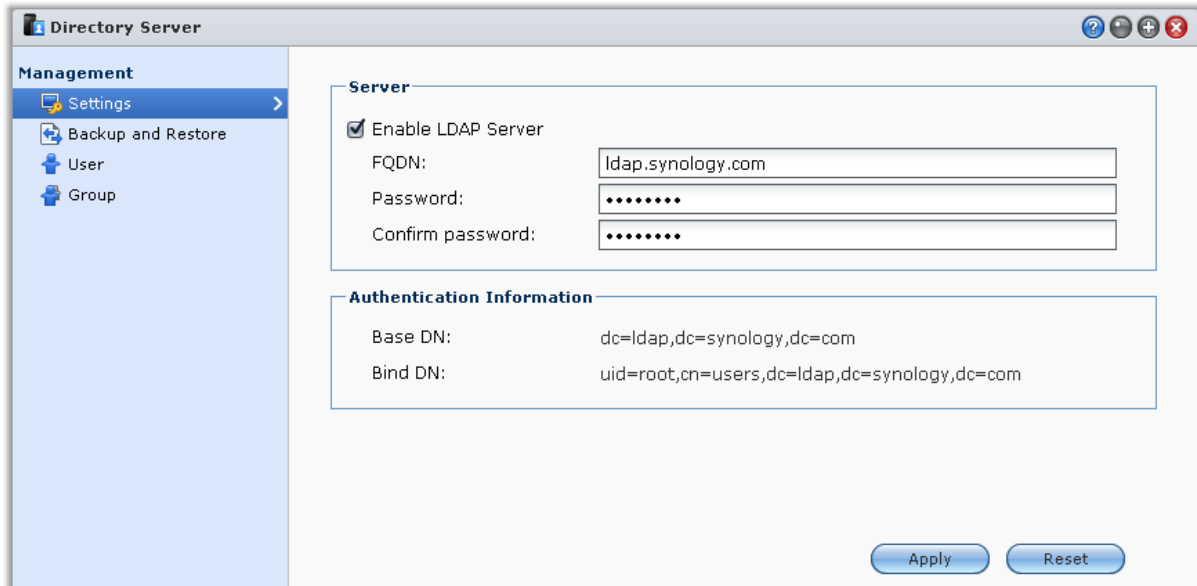 Directory Server
Management
Settings
Backup and Restore
User
Group
Server
Enable LDAP Server
FQDN: ldap.synology.com
Password: ••••••••
Confirm password: ••••••••
Authentication Information
Base DN: dc=ldap,dc=synology,dc=com
Bind DN: uid=root,cn=users,dc=ldap,dc=synology,dc=com
Apply Reset